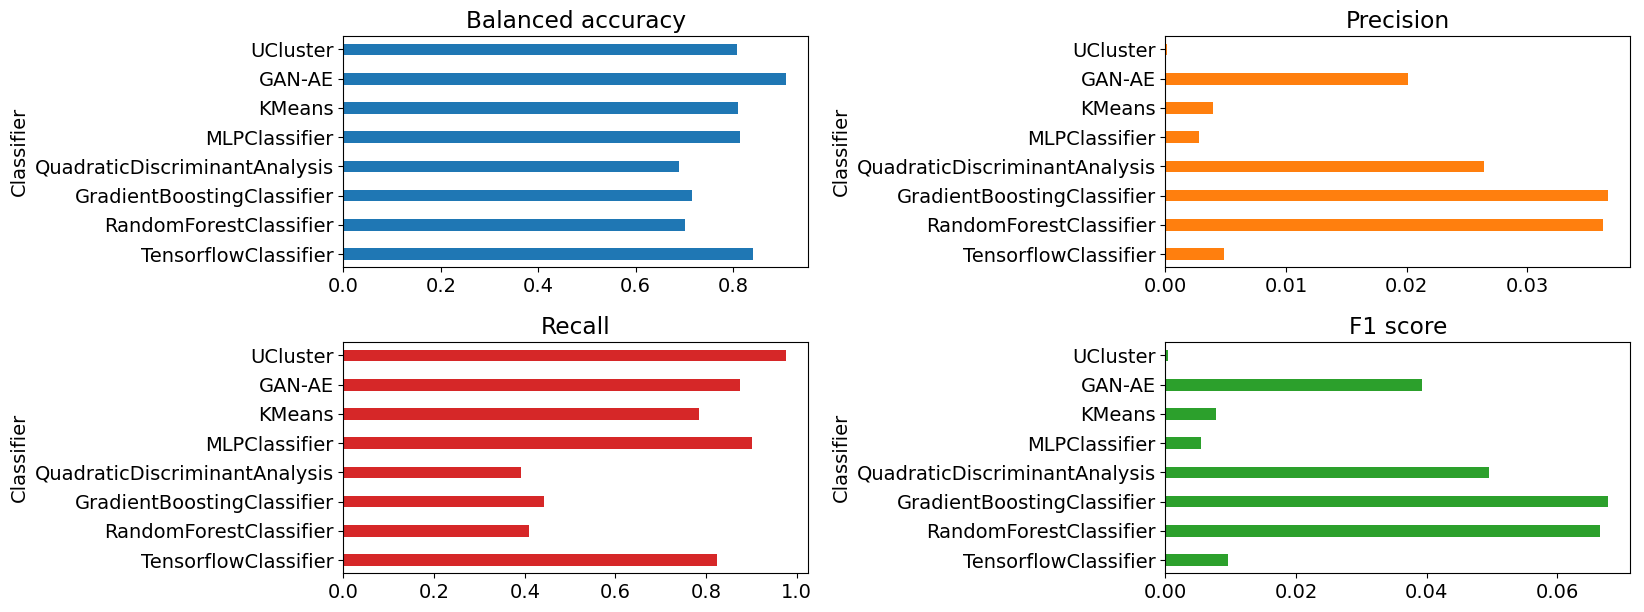 Balanced accuracy
Classifier
UCluster
GAN-AE
KMeans
MLPClassifier
QuadraticDiscriminantAnalysis
GradientBoostingClassifier
RandomForestClassifier
TensorflowClassifier
0.0 0.2 0.4 0.6 0.8
Precision
Classifier
UCluster
GAN-AE
KMeans
MLPClassifier
QuadraticDiscriminantAnalysis
GradientBoostingClassifier
RandomForestClassifier
TensorflowClassifier
0.00 0.01 0.02 0.03
Recall
Classifier
UCluster
GAN-AE
KMeans
MLPClassifier
QuadraticDiscriminantAnalysis
GradientBoostingClassifier
RandomForestClassifier
TensorflowClassifier
0.0 0.2 0.4 0.6 0.8 1.0
F1 score
Classifier
UCluster
GAN-AE
KMeans
MLPClassifier
QuadraticDiscriminantAnalysis
GradientBoostingClassifier
RandomForestClassifier
TensorflowClassifier
0.00 0.02 0.04 0.06